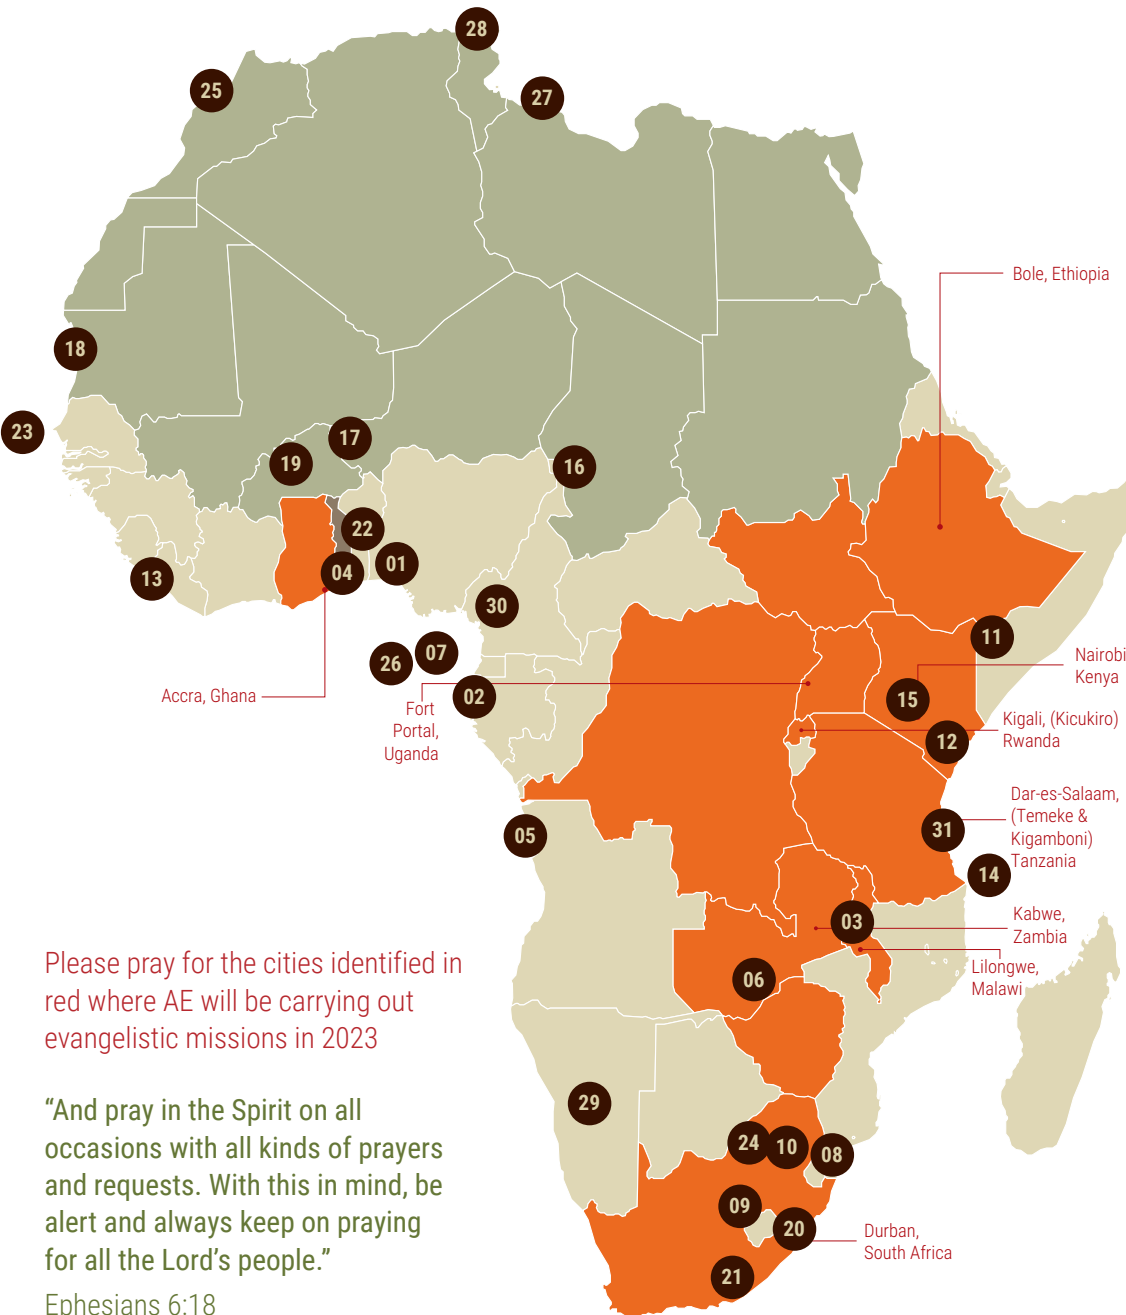 28
25
27
Bole, Ethiopia
18
23
17
19
16
22
01
04
13
30
11
07
26
Nairobi
Kenya
02
Accra, Ghana
15
Fort
Portal,
Uganda
Kigali, (Kicukiro)
Rwanda
12
Dar-es-Salaam,
(Temeke &
Kigamboni)
Tanzania
31
05
14
03
Kabwe,
Zambia
Lilongwe,
Malawi
06
Please pray for the cities identified in
red where AE will be carrying out
evangelistic missions in 2023
“And pray in the Spirit on all
occasions with all kinds of prayers
and requests. With this in mind, be
alert and always keep on praying
for all the Lord’s people.”
Ephesians 6:18
29
24
10
08
09
20
Durban,
South Africa
21